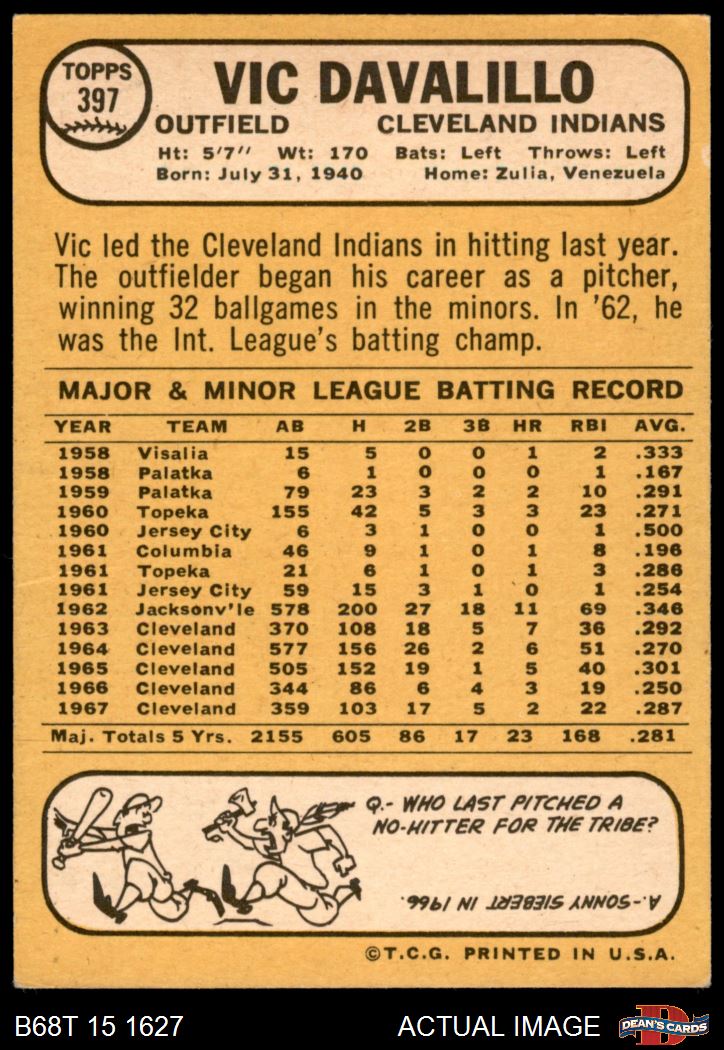 TOPPS
397
VIC DAVALILLO
OUTFIELD CLEVELAND INDIANS
Ht: 5'7" Wt: 170 Bats: Left Throws: Left
Born: July 31, 1940 Home: Zulia, Venezuela
Vic led the Cleveland Indians in hitting last year.
The outfielder began his career as a pitcher,
winning 32 ballgames in the minors. In '62, he
was the Int. League's batting champ.
MAJOR & MINOR LEAGUE BATTING RECORD
YEAR TEAM AB H 2B 3B HR RBI AVG.
1958 Visalia 15 5 0 0 1 2 .333
1958 Palatka 6 1 0 0 0 1 .167
1959 Palatka 79 23 3 2 2 10 .291
1960 Topeka 155 42 5 3 3 23 .271
1960 Jersey City 6 3 1 0 0 1 .500
1961 Columbia 46 9 1 0 1 8 .196
1961 Topeka 21 6 1 0 1 3 .286
1961 Jersey City 59 15 3 1 0 1 .254
1962 Jacksonv'le 578 200 27 18 11 69 .346
1963 Cleveland 370 108 18 5 7 36 .292
1964 Cleveland 577 156 26 2 6 51 .270
1965 Cleveland 505 152 19 1 5 40 .301
1966 Cleveland 344 86 6 4 3 19 .250
1967 Cleveland 359 103 17 5 2 22 .287
Maj. Totals 5 Yrs. 2155 605 86 17 23 168 .281
Q.- WHO LAST PITCHED A
NO-HITTER FOR THE TRIBE?
A.- SONNY SIEBERT IN 1966.
©T.C.G. PRINTED IN U.S.A.
B68T 15 1627 ACTUAL IMAGE
D
DEAN'S CARDS